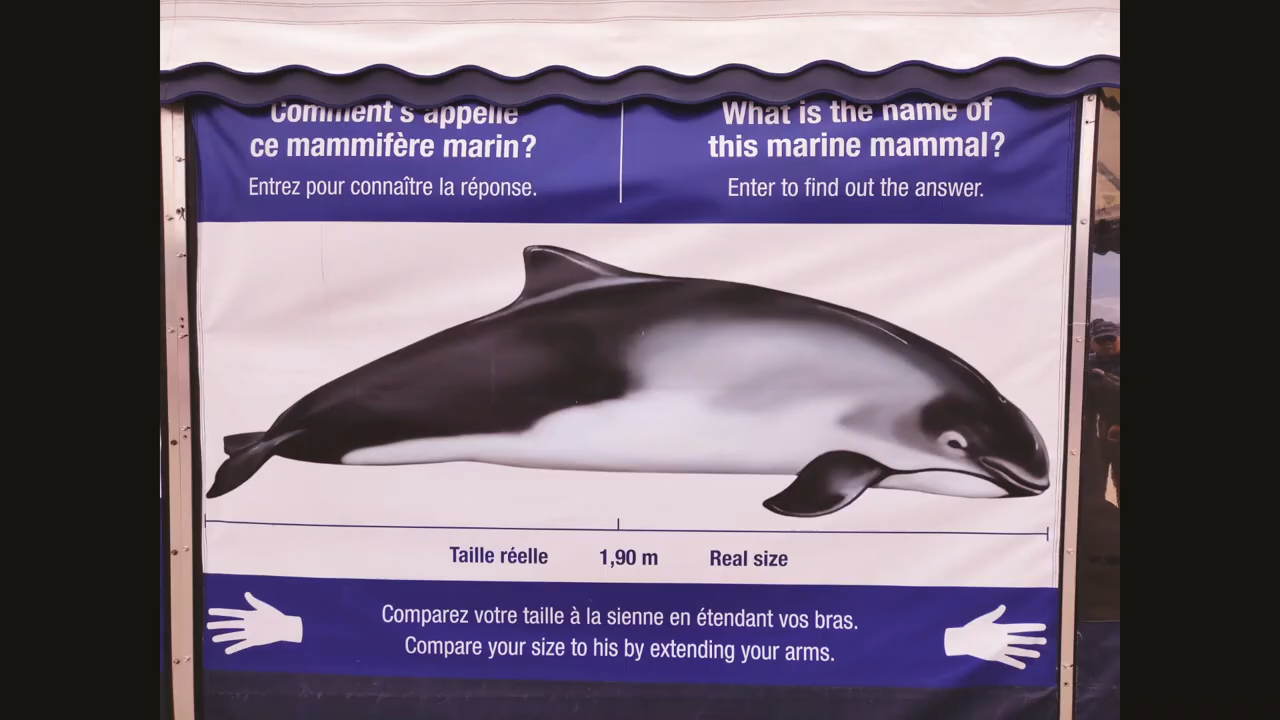 Comment s'appelle
ce mammifère marin?
Entrez pour connaître la réponse.
What is the name of
this marine mammal?
Enter to find out the answer.
Taille réelle 1,90 m Real size
Comparez votre taille à la sienne en étendant vos bras.
Compare your size to his by extending your arms.